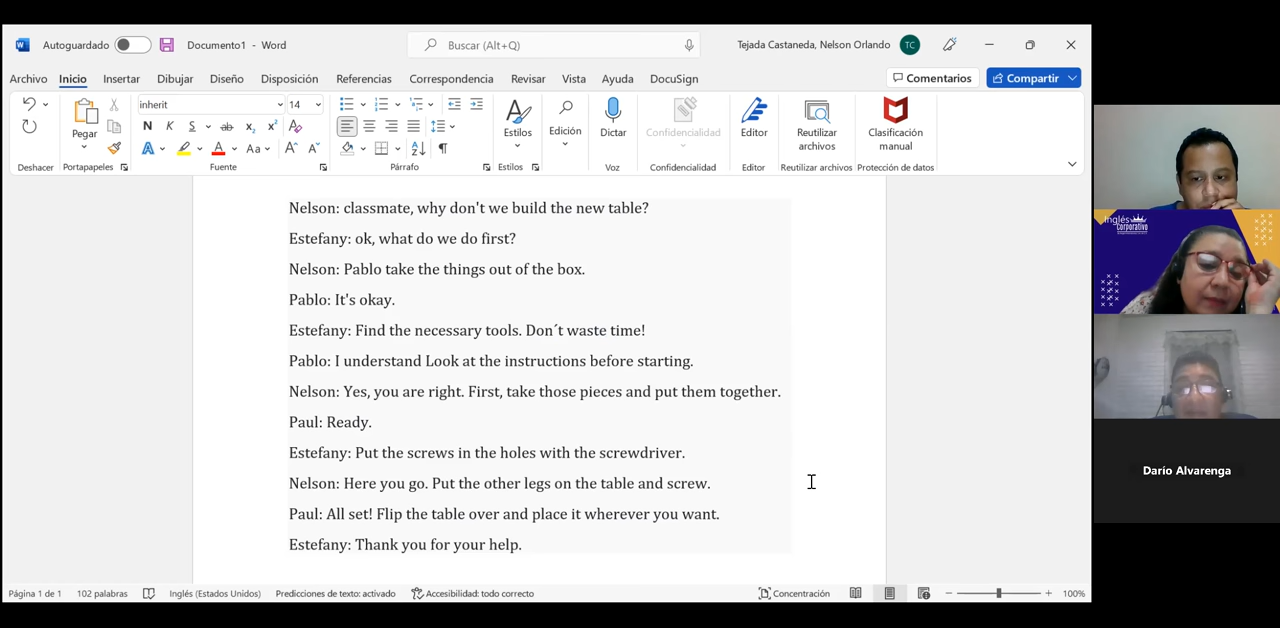 Autoguardado
Documento1 - Word
Buscar (Alt+Q)
Tejada Castaneda, Nelson Orlando
TC
Archivo Inicio Insertar Dibujar Diseño Disposición Referencias Correspondencia Revisar Vista Ayuda DocuSign
Comentarios
Compartir
inherit 14
Pegar
N K S ab x₂ x²
A A Aa A A
Estilos
Edición
Dictar
Confidencialidad
Editor
Reutilizar archivos
Clasificación manual
Deshacer Portapapeles Fuente Párrafo Estilos Voz Confidencialidad Editor Reutilizar archivos Protección de datos
Nelson: classmate, why don't we build the new table?
Estefany: ok, what do we do first?
Nelson: Pablo take the things out of the box.
Pablo: It's okay.
Estefany: Find the necessary tools. Don´t waste time!
Pablo: I understand Look at the instructions before starting.
Nelson: Yes, you are right. First, take those pieces and put them together.
Paul: Ready.
Estefany: Put the screws in the holes with the screwdriver.
Nelson: Here you go. Put the other legs on the table and screw.
Paul: All set! Flip the table over and place it wherever you want.
Estefany: Thank you for your help.
Página 1 de 1 102 palabras Inglés (Estados Unidos) Predicciones de texto: activado Accesibilidad: todo correcto Concentración 100%
Inglés
Corporativo
Darío Alvarenga